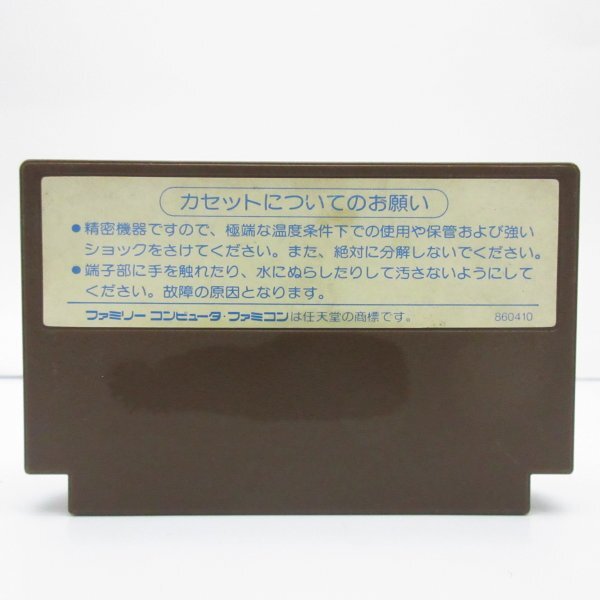 カセットについてのお願い
●精密機器ですので、極端な温度条件下での使用や保管および強い
ショックをさけてください。また、絶対に分解しないでください。
●端子部に手を触れたり、水にぬらしたりして汚さないようにして
ください。故障の原因となります。
ファミリー コンピュータ・ファミコンは任天堂の商標です。 860410